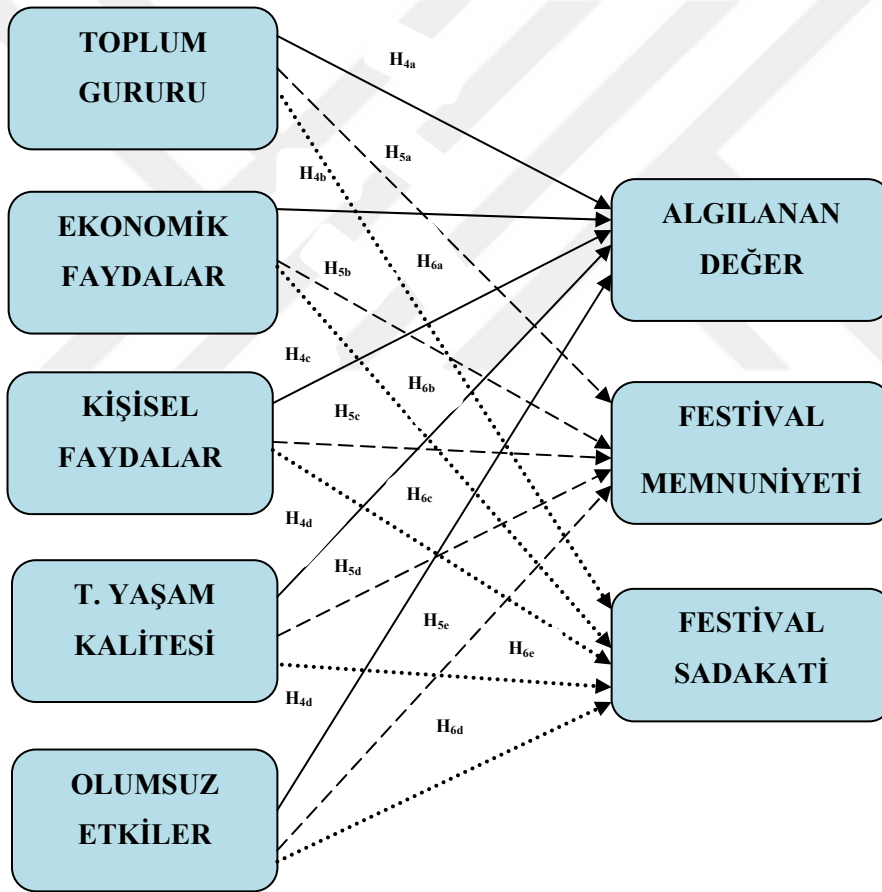 TOPLUM
GURURU
EKONOMİK
FAYDALAR
KİŞİSEL
FAYDALAR
T. YAŞAM
KALİTESİ
OLUMSUZ
ETKİLER
H4a
H5a
H4b
H6a
H5b
H4c
H6b
H5c
H6c
H4d
H5d
H5e
H6e
H4d
H6d
ALGILANAN
DEĞER
FESTİVAL
MEMNUNİYETİ
FESTİVAL
SADAKATİ